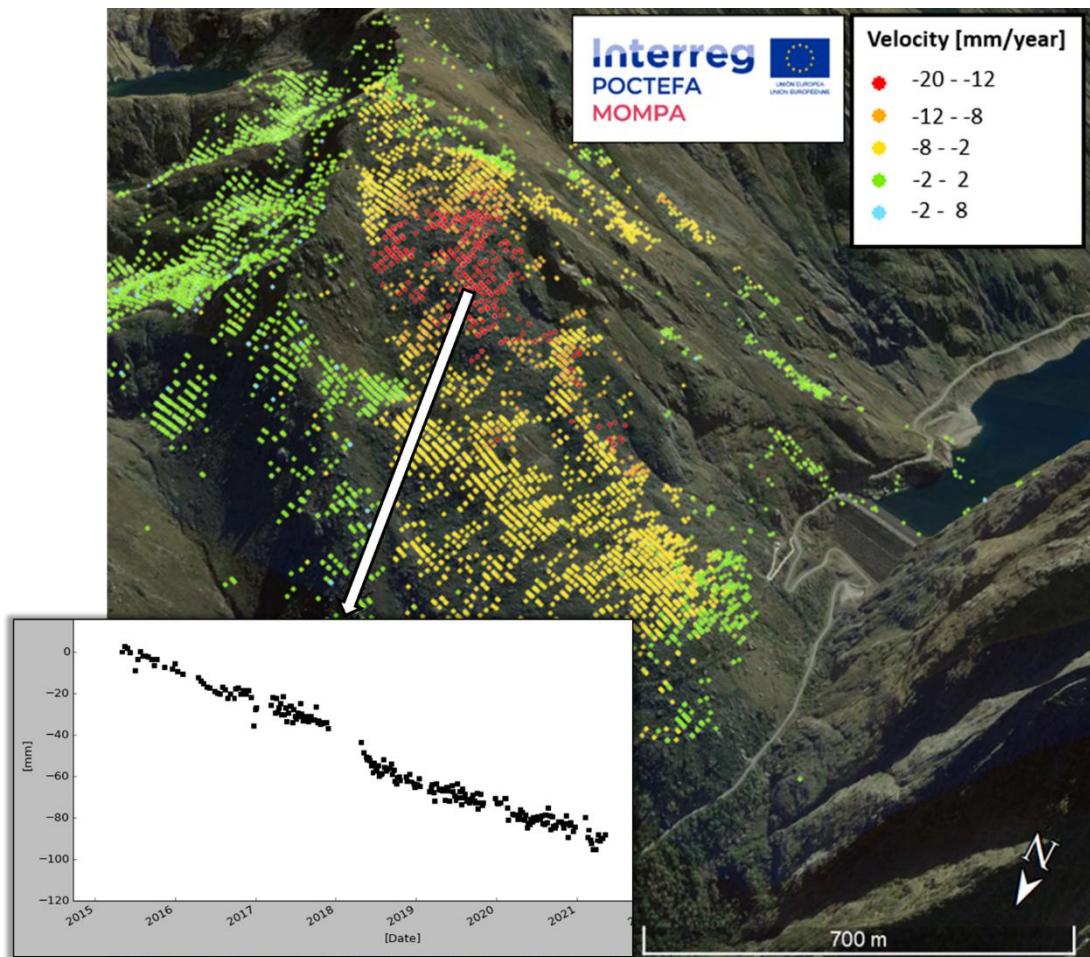 Interreg
POCTEFA
MOMPA
UNIÓN EUROPEA
UNION EUROPÉENNE
Velocity [mm/year]
-20 - -12
-12 - -8
-8 - -2
-2 - 2
-2 - 8
0
−20
−40
−60
−80
−100
−120
[mm]
2015
2016
2017
2018
2019
2020
2021
[Date]
N
700 m